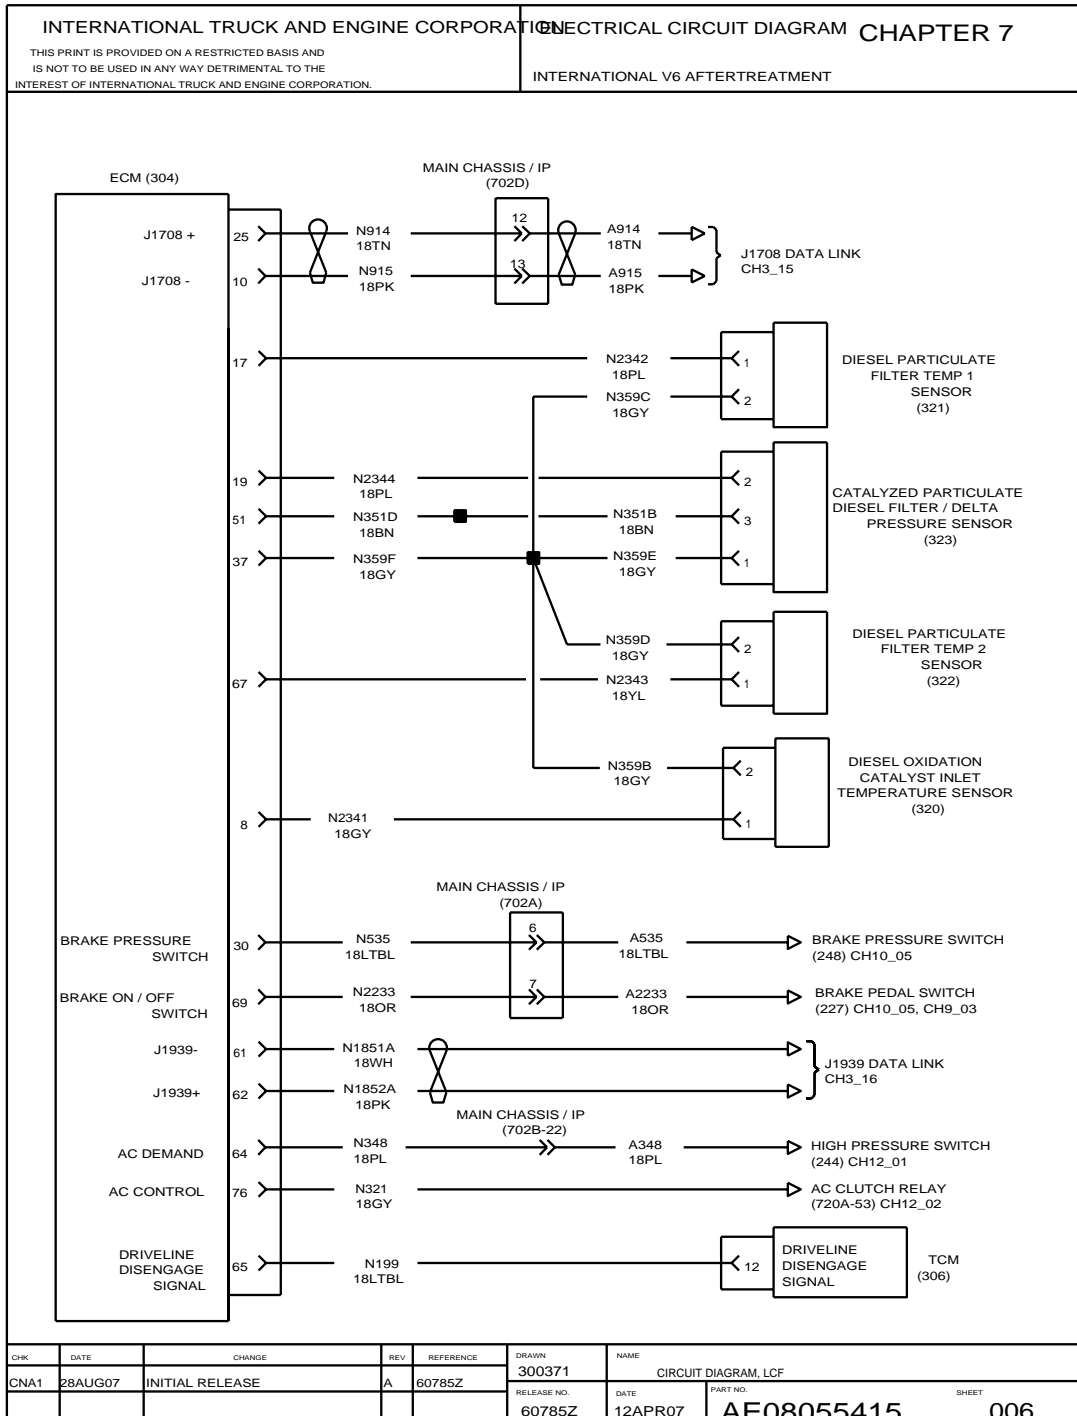 INTERNATIONAL TRUCK AND ENGINE CORPORATION
THIS PRINT IS PROVIDED ON A RESTRICTED BASIS AND
IS NOT TO BE USED IN ANY WAY DETRIMENTAL TO THE
INTEREST OF INTERNATIONAL TRUCK AND ENGINE CORPORATION.
ELECTRICAL CIRCUIT DIAGRAM CHAPTER 7
INTERNATIONAL V6 AFTERTREATMENT
ECM (304)
MAIN CHASSIS / IP
(702D)
J1708 +
25
N914
18TN
12
A914
18TN
J1708 -
10
N915
18PK
13
A915
18PK
J1708 DATA LINK
CH3_15
17
N2342
18PL
1
N359C
18GY
2
DIESEL PARTICULATE
FILTER TEMP 1
SENSOR
(321)
19
N2344
18PL
2
51
N351D
18BN
N351B
18BN
3
37
N359F
18GY
N359E
18GY
1
CATALYZED PARTICULATE
DIESEL FILTER / DELTA
PRESSURE SENSOR
(323)
N359D
18GY
2
67
N2343
18YL
1
DIESEL PARTICULATE
FILTER TEMP 2
SENSOR
(322)
N359B
18GY
2
8
N2341
18GY
1
DIESEL OXIDATION
CATALYST INLET
TEMPERATURE SENSOR
(320)
MAIN CHASSIS / IP
(702A)
BRAKE PRESSURE
SWITCH
30
N535
18LTBL
6
A535
18LTBL
BRAKE PRESSURE SWITCH
(248) CH10_05
BRAKE ON / OFF
SWITCH
69
N2233
18OR
7
A2233
18OR
BRAKE PEDAL SWITCH
(227) CH10_05, CH9_03
J1939-
61
N1851A
18WH
J1939+
62
N1852A
18PK
J1939 DATA LINK
CH3_16
MAIN CHASSIS / IP
(702B-22)
AC DEMAND
64
N348
18PL
A348
18PL
HIGH PRESSURE SWITCH
(244) CH12_01
AC CONTROL
76
N321
18GY
AC CLUTCH RELAY
(720A-53) CH12_02
DRIVELINE
DISENGAGE
SIGNAL
65
N199
18LTBL
12
DRIVELINE
DISENGAGE
SIGNAL
TCM
(306)
CHK DATE CHANGE REV REFERENCE
CNA1 28AUG07 INITIAL RELEASE A 60785Z
DRAWN
300371
NAME
CIRCUIT DIAGRAM, LCF
RELEASE NO.
60785Z
DATE
12APR07
PART NO.
AE08055415
SHEET
006